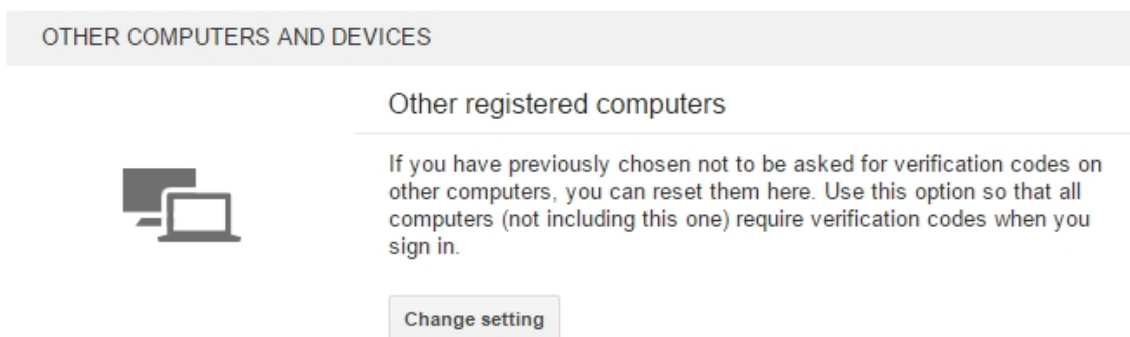 OTHER COMPUTERS AND DEVICES
Other registered computers
If you have previously chosen not to be asked for verification codes on
other computers, you can reset them here. Use this option so that all
computers (not including this one) require verification codes when you
sign in.
Change setting